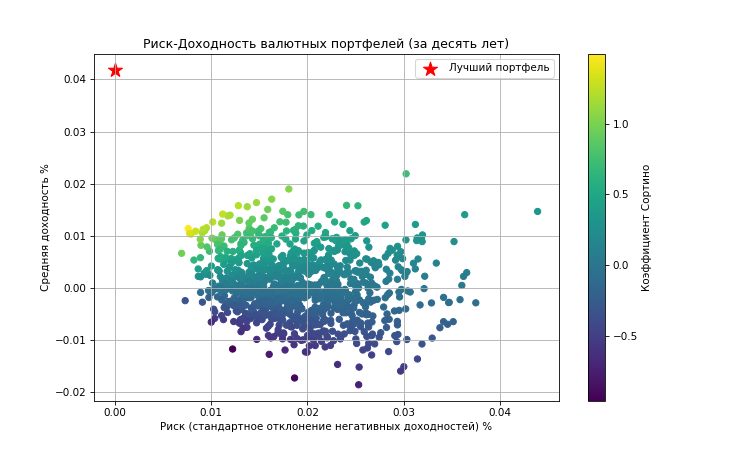 Риск-Доходность валютных портфелей (за десять лет)
Лучший портфель
Средняя доходность %
0.04
0.03
0.02
0.01
0.00
−0.01
−0.02
0.00 0.01 0.02 0.03 0.04
Риск (стандартное отклонение негативных доходностей) %
1.0
0.5
0.0
−0.5
Коэффициент Сортино